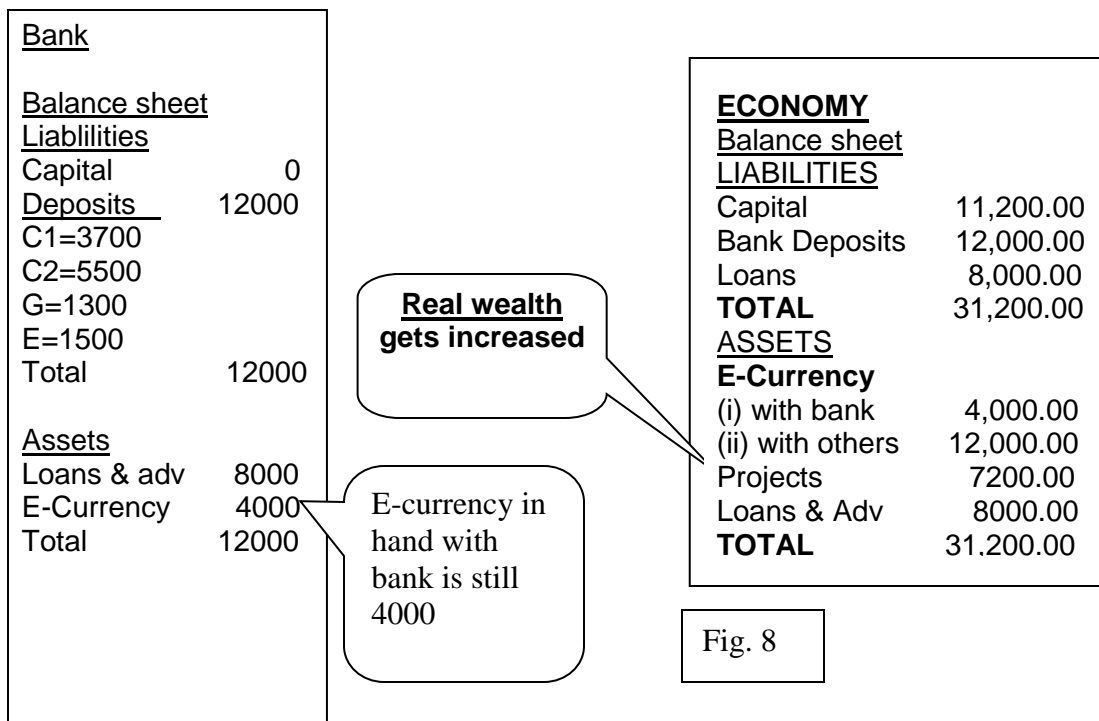 Bank
Balance sheet
Liablilities
Capital 0
Deposits 12000
C1=3700
C2=5500
G=1300
E=1500
Total 12000
Assets
Loans & adv 8000
E-Currency 4000
Total 12000
Real wealth
gets increased
E-currency in
hand with
bank is still
4000
ECONOMY
Balance sheet
LIABILITIES
Capital 11,200.00
Bank Deposits 12,000.00
Loans 8,000.00
TOTAL 31,200.00
ASSETS
E-Currency
(i) with bank 4,000.00
(ii) with others 12,000.00
Projects 7200.00
Loans & Adv 8000.00
TOTAL 31,200.00
Fig. 8